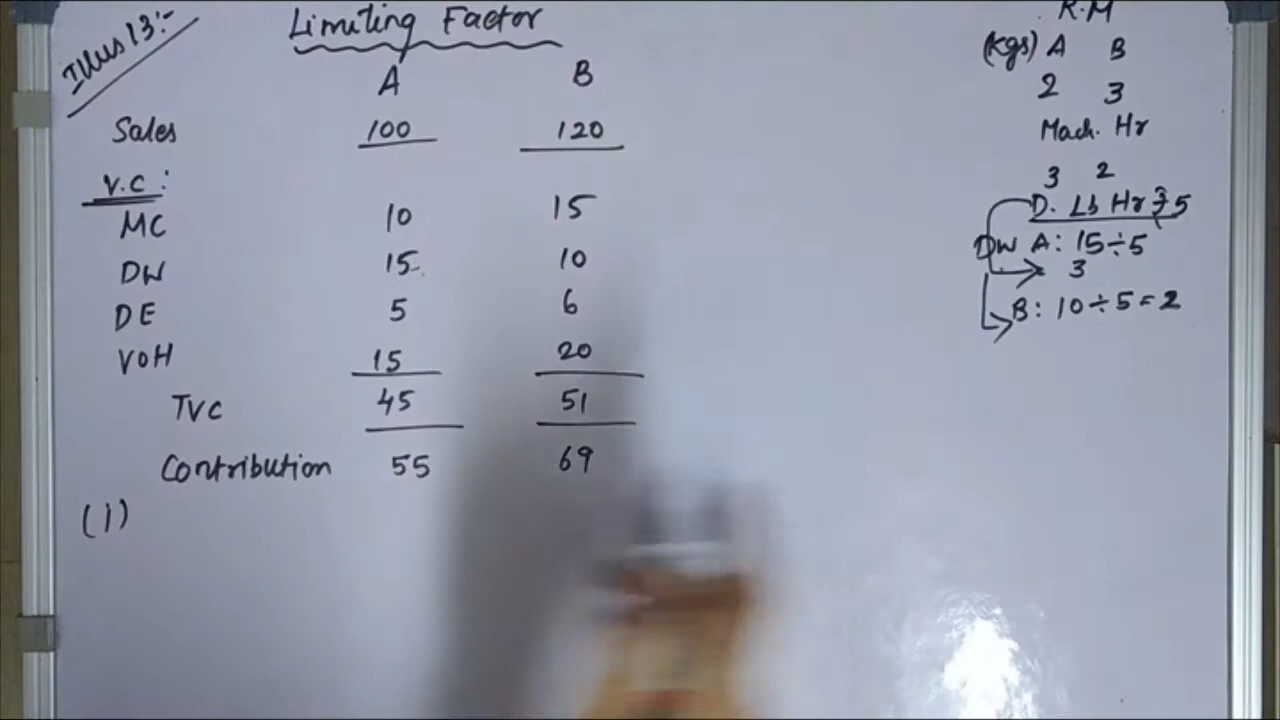 Illus 13:-
Limiting Factor
A B
Sales 100 120
V.C :
MC 10 15
DW 15 10
DE 5 6
VOH 15 20
TVC 45 51
Contribution 55 69
(i)
R.M
(Kgs) A B
2 3
Mach. Hr
3 2
D. Lb Hr ₹5
DW A: 15÷5
3
B: 10÷5=2